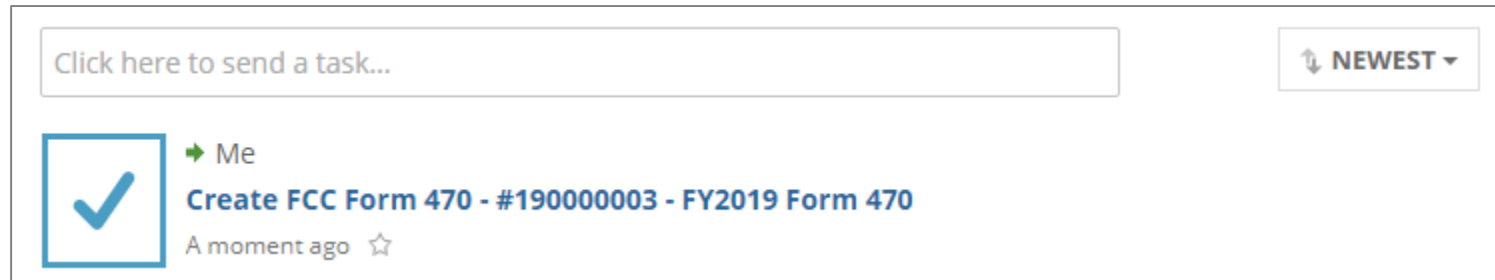 Click here to send a task...
NEWEST
Me
Create FCC Form 470 - #190000003 - FY2019 Form 470
A moment ago